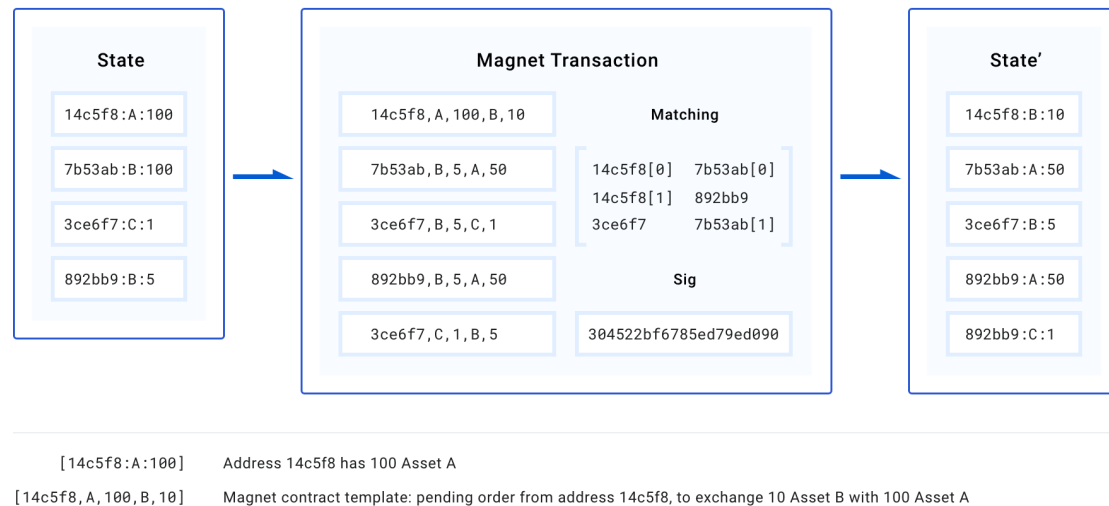 State
14c5f8:A:100
7b53ab:B:100
3ce6f7:C:1
892bb9:B:5
Magnet Transaction
14c5f8,A,100,B,10
7b53ab,B,5,A,50
3ce6f7,B,5,C,1
892bb9,B,5,A,50
3ce6f7,C,1,B,5
Matching
14c5f8[0] 7b53ab[0]
14c5f8[1] 892bb9
3ce6f7 7b53ab[1]
Sig
304522bf6785ed79ed090
State’
14c5f8:B:10
7b53ab:A:50
3ce6f7:B:5
892bb9:A:50
892bb9:C:1
[14c5f8:A:100] Address 14c5f8 has 100 Asset A
[14c5f8,A,100,B,10] Magnet contract template: pending order from address 14c5f8, to exchange 10 Asset B with 100 Asset A